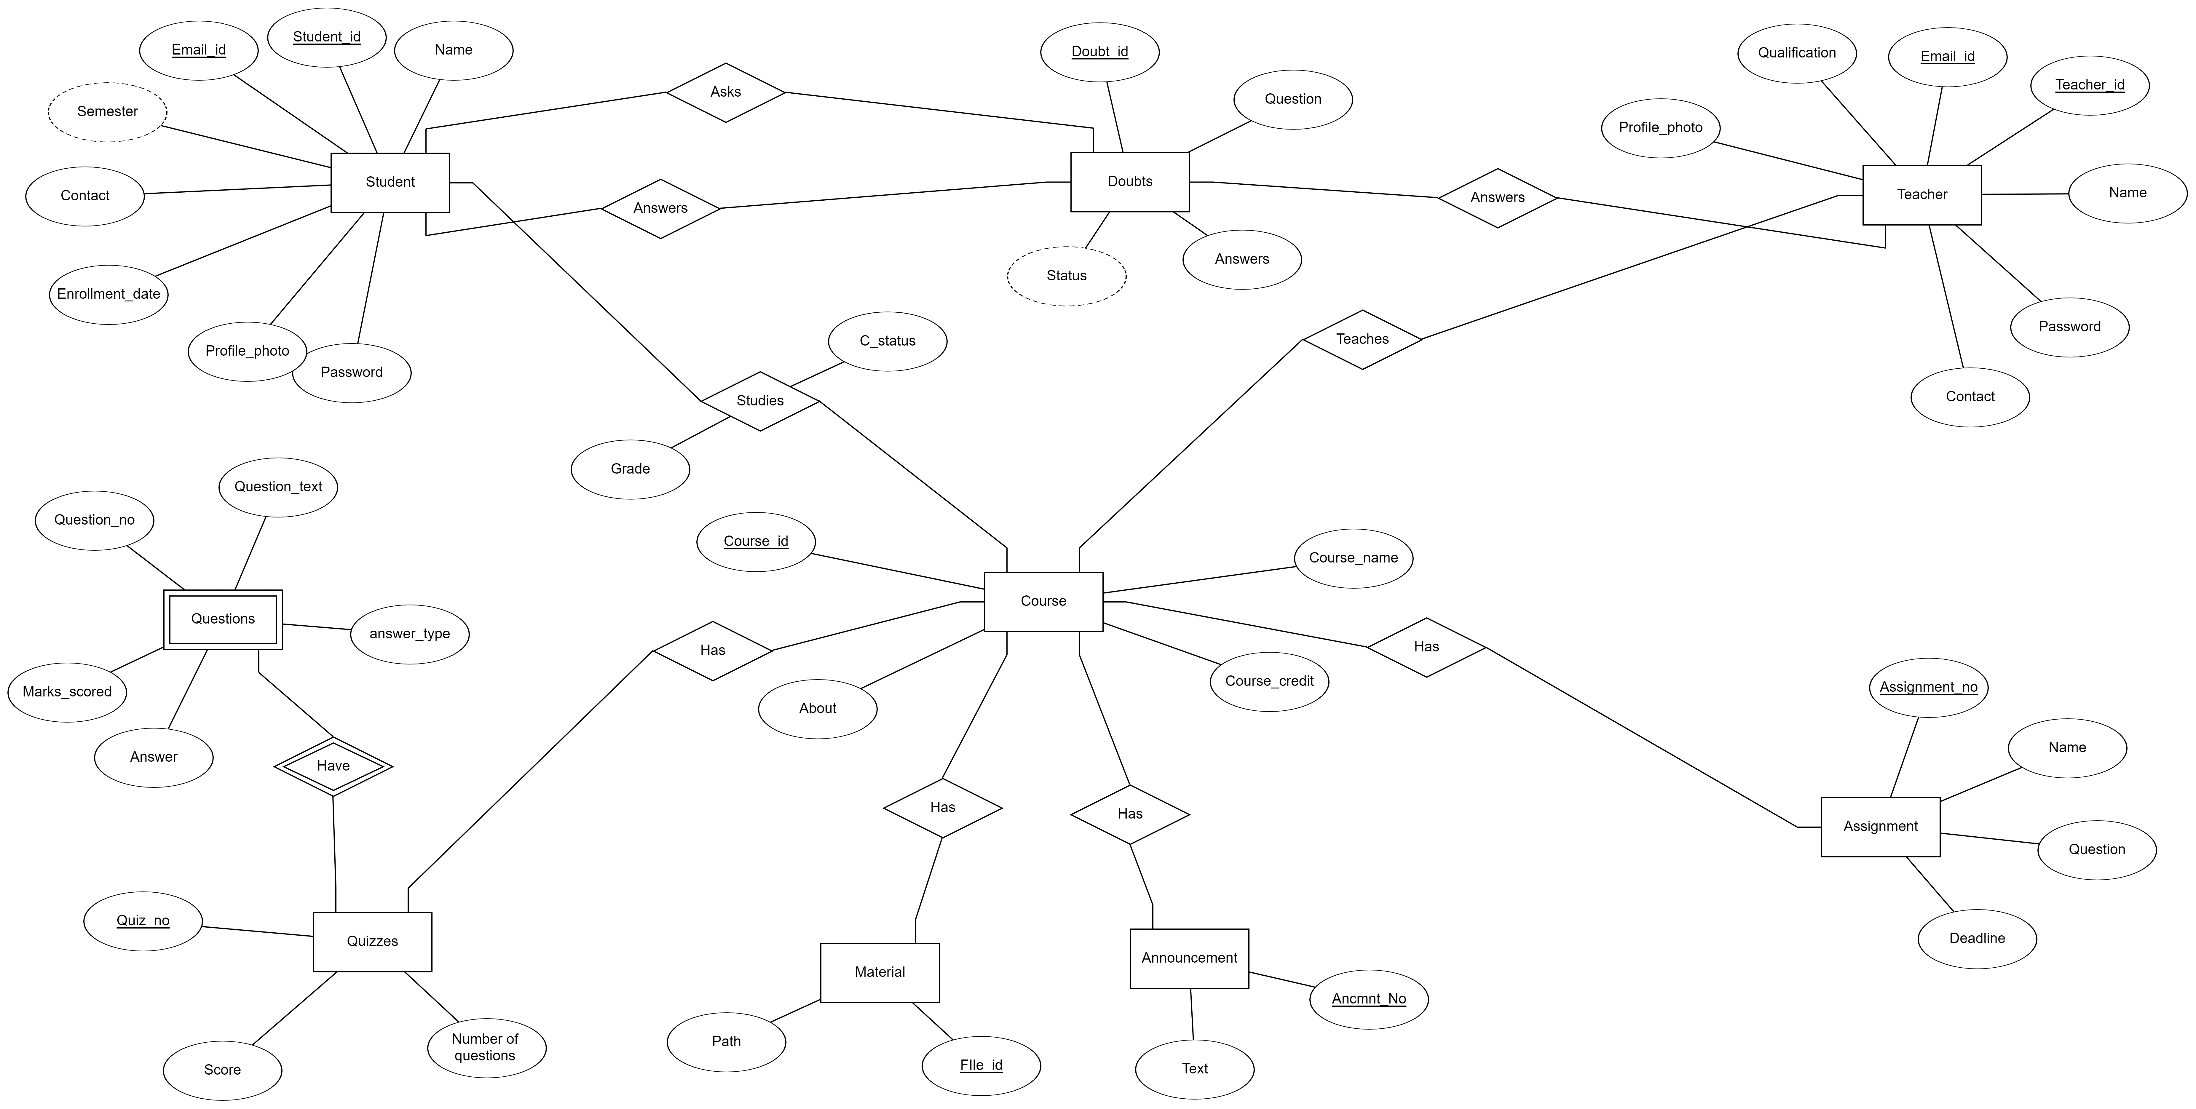 Email_id
Student_id
Name
Semester
Contact
Enrollment_date
Profile_photo
Password
Student
Asks
Answers
Doubt_id
Question
Doubts
Status
Answers
Answers
Qualification
Email_id
Teacher_id
Profile_photo
Name
Teacher
Password
Contact
Teaches
C_status
Studies
Grade
Question_text
Question_no
Questions
answer_type
Marks_scored
Answer
Have
Quiz_no
Quizzes
Score
Number of
questions
Has
Course_id
Course_name
Course
About
Course_credit
Has
Has
Has
Material
Path
FIle_id
Announcement
Ancmnt_No
Text
Assignment_no
Name
Assignment
Question
Deadline